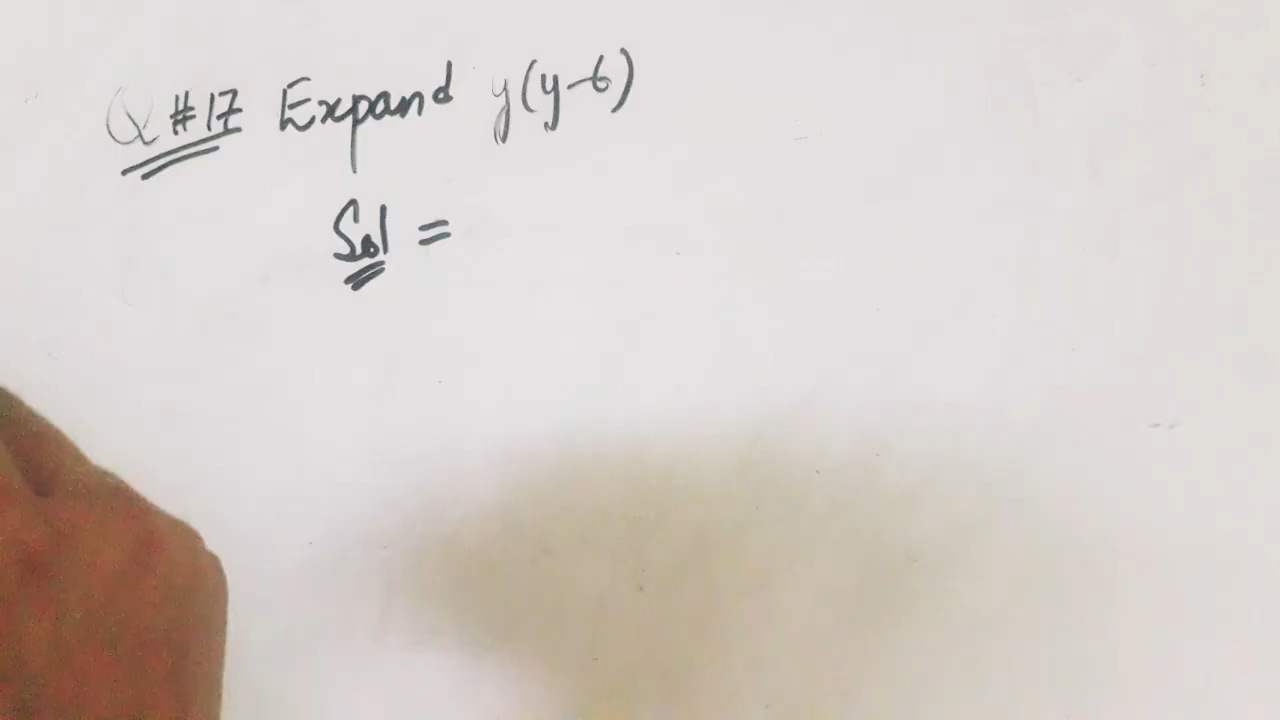 Q #17 Expand y(y-6)
Sol =